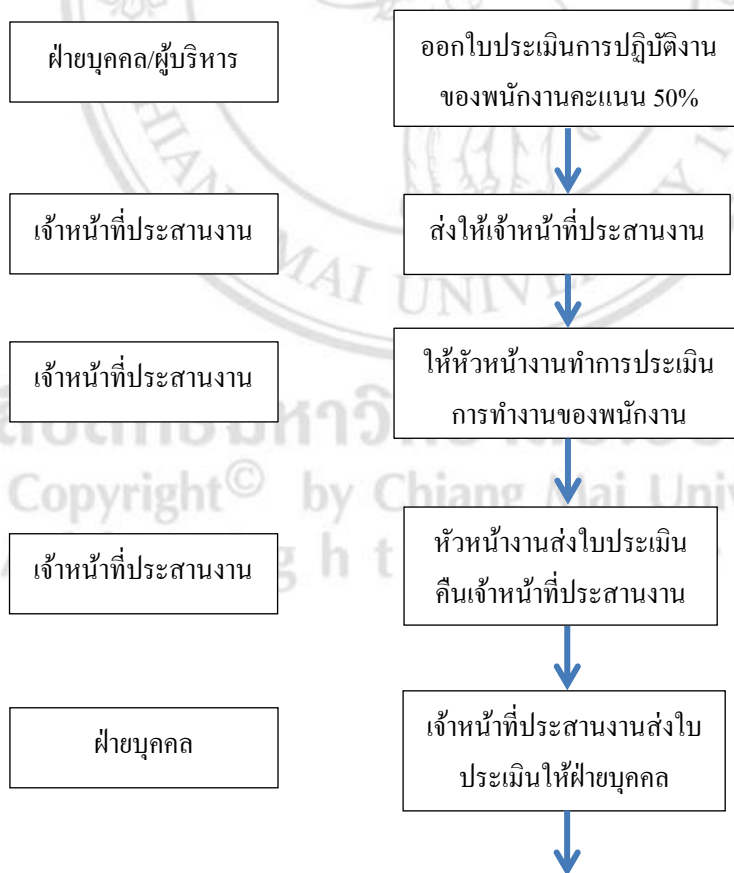 ฝ่ายบุคคล/ผู้บริหาร
ออกใบประเมินการปฏิบัติงาน
ของพนักงานคะแนน 50%
เจ้าหน้าที่ประสานงาน
ส่งให้เจ้าหน้าที่ประสานงาน
MAI UNIV
เจ้าหน้าที่ประสานงาน
ให้หัวหน้างานทำการประเมิน
การทำงานของพนักงาน
Copyright© by Chiang Mai Univ
เจ้าหน้าที่ประสานงาน
หัวหน้างานส่งใบประเมิน
คืนเจ้าหน้าที่ประสานงาน
g h t
ฝ่ายบุคคล
เจ้าหน้าที่ประสานงานส่งใบ
ประเมินให้ฝ่ายบุคคล